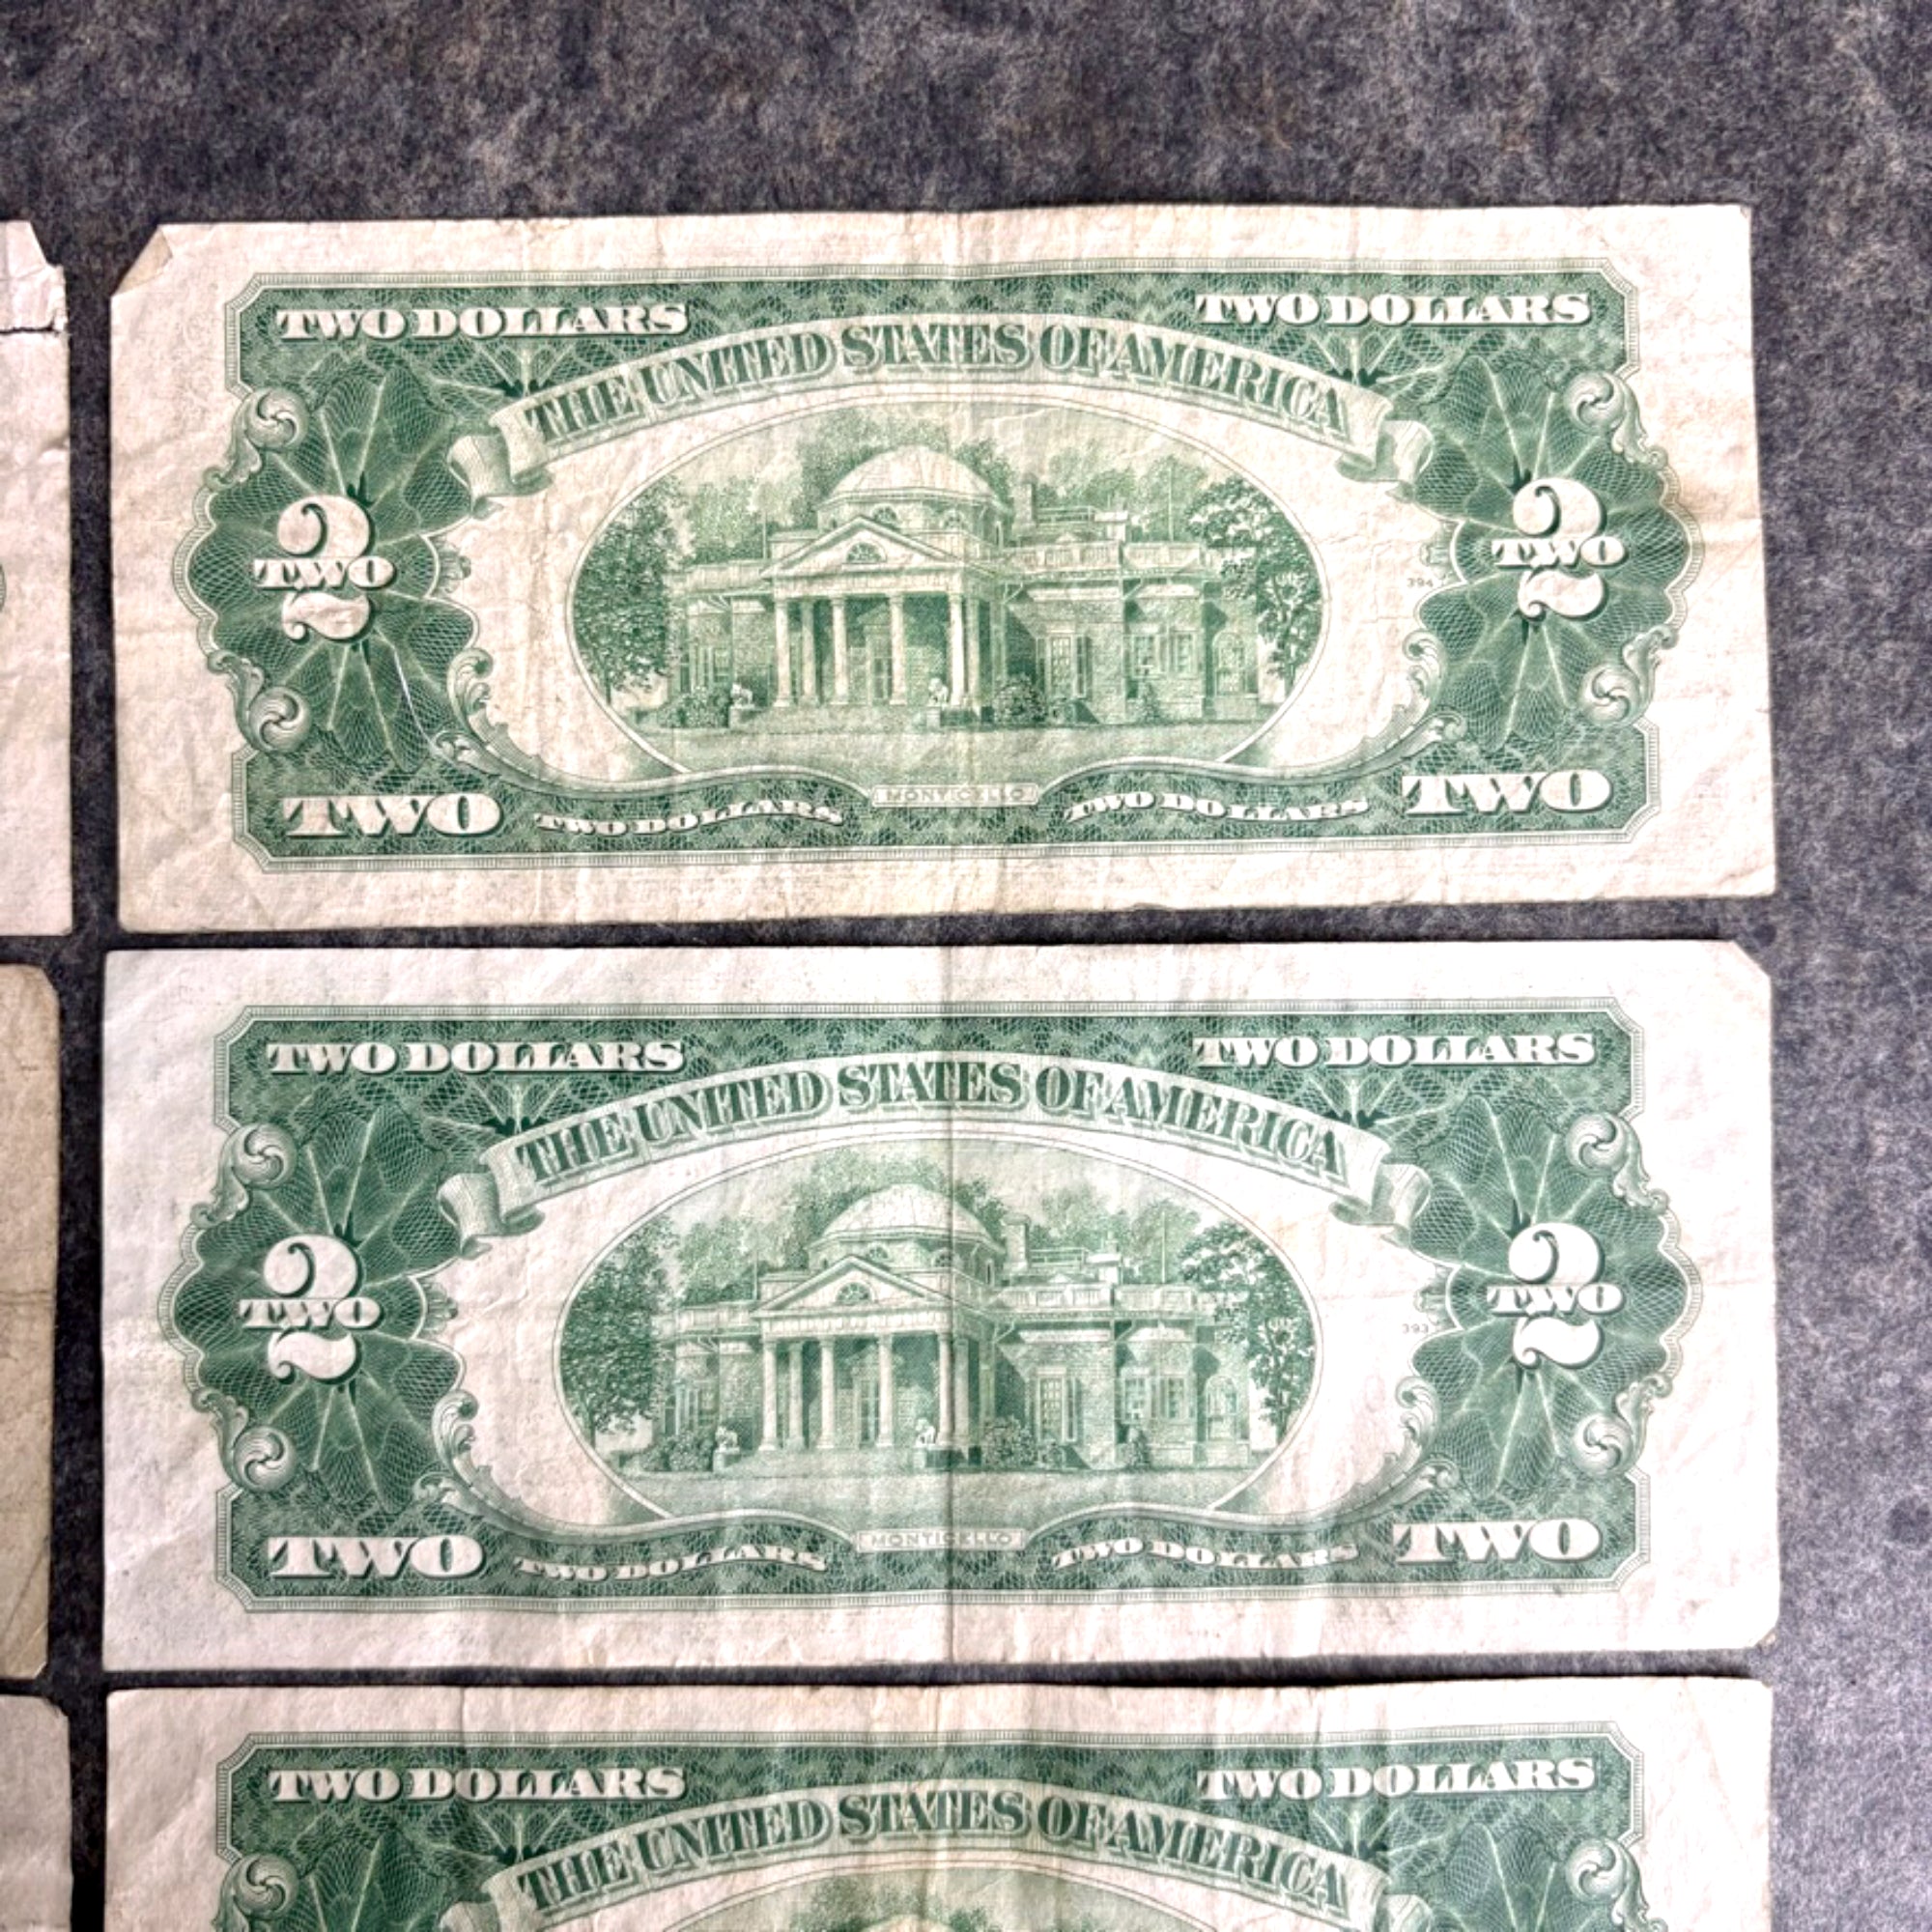 TWO DOLLARS TWO DOLLARS
THE UNITED STATES OF AMERICA
2 2
TWO TWO
394
TWO TWO DOLLARS MONTICELLO TWO DOLLARS TWO
TWO DOLLARS TWO DOLLARS
THE UNITED STATES OF AMERICA
2 2
TWO TWO
393
TWO TWO DOLLARS MONTICELLO TWO DOLLARS TWO
TWO DOLLARS TWO DOLLARS
THE UNITED STATES OF AMERICA